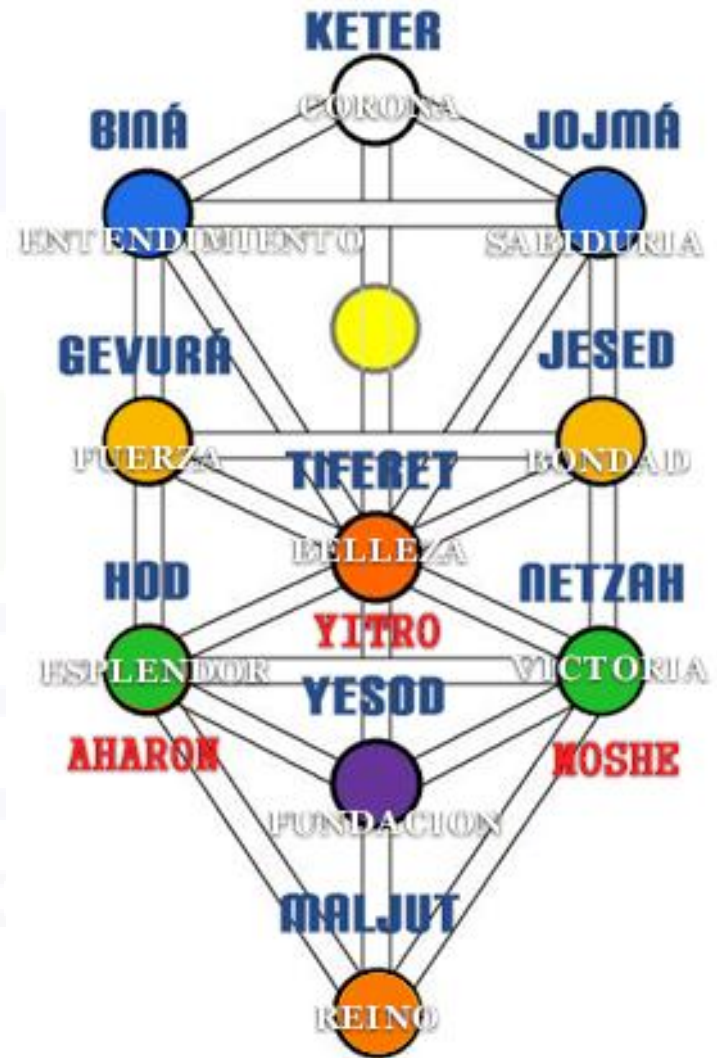 KETER
CORONA
BINÁ
JOJMÁ
ENTENDIMIENTO
SABIDURIA
GEVURÁ
JESED
FUERZA
BONDAD
TIFERET
BELLEZA
HOD
NETZAH
YITRO
ESPLENDOR
VICTORIA
YESOD
AHARON
MOSHE
FUNDACION
MALJUT
REINO